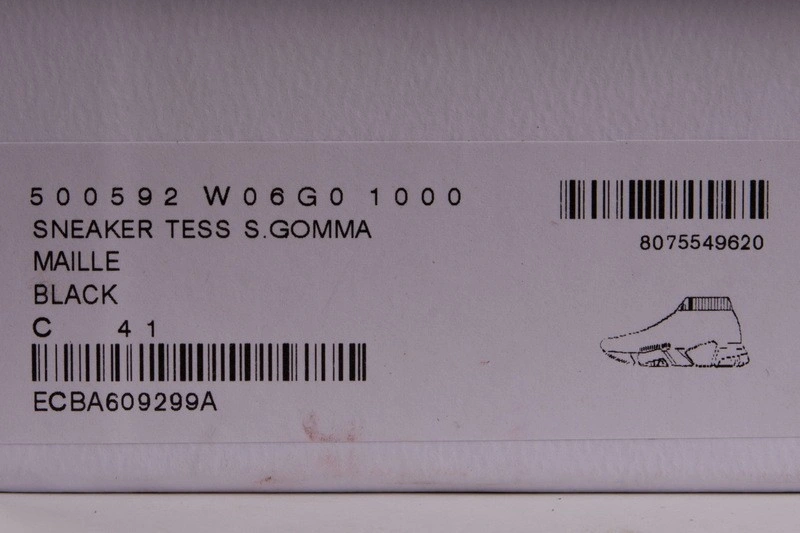 500592 W06G0 1000
SNEAKER TESS S.GOMMA
MAILLE
BLACK
C 41
ECBA609299A
8075549620